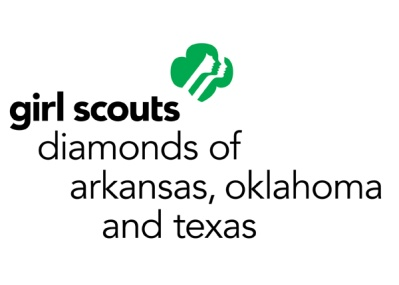 girl scouts
diamonds of
arkansas, oklahoma
and texas